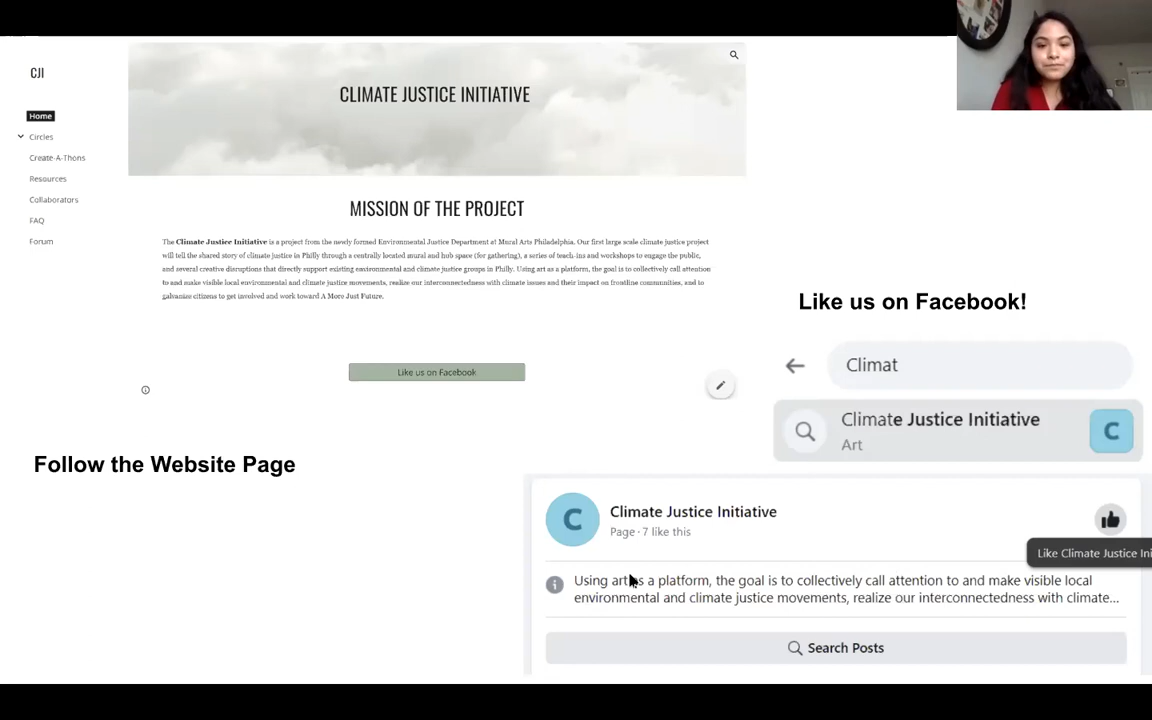 CJI
Home
Circles
Create-A-Thons
Resources
Collaborators
FAQ
Forum
CLIMATE JUSTICE INITIATIVE
MISSION OF THE PROJECT
The Climate Justice Initiative is a project from the newly formed Environmental Justice Department at Mural Arts Philadelphia. Our first large scale climate justice project
will tell the shared story of climate justice in Philly through a centrally located mural and hub space (for gathering), a series of teach-ins and workshops to engage the public,
and several creative disruptions that directly support existing environmental and climate justice groups in Philly. Using art as a platform, the goal is to collectively call attention
to and make visible local environmental and climate justice movements, realize our interconnectedness with climate issues and their impact on frontline communities, and to
galvanize citizens to get involved and work toward A More Just Future.
Like us on Facebook
Follow the Website Page
Like us on Facebook!
Climat
Climate Justice Initiative
Art
C
C
Climate Justice Initiative
Page · 7 like this
Like Climate Justice Ini
Using art as a platform, the goal is to collectively call attention to and make visible local
environmental and climate justice movements, realize our interconnectedness with climate...
Search Posts